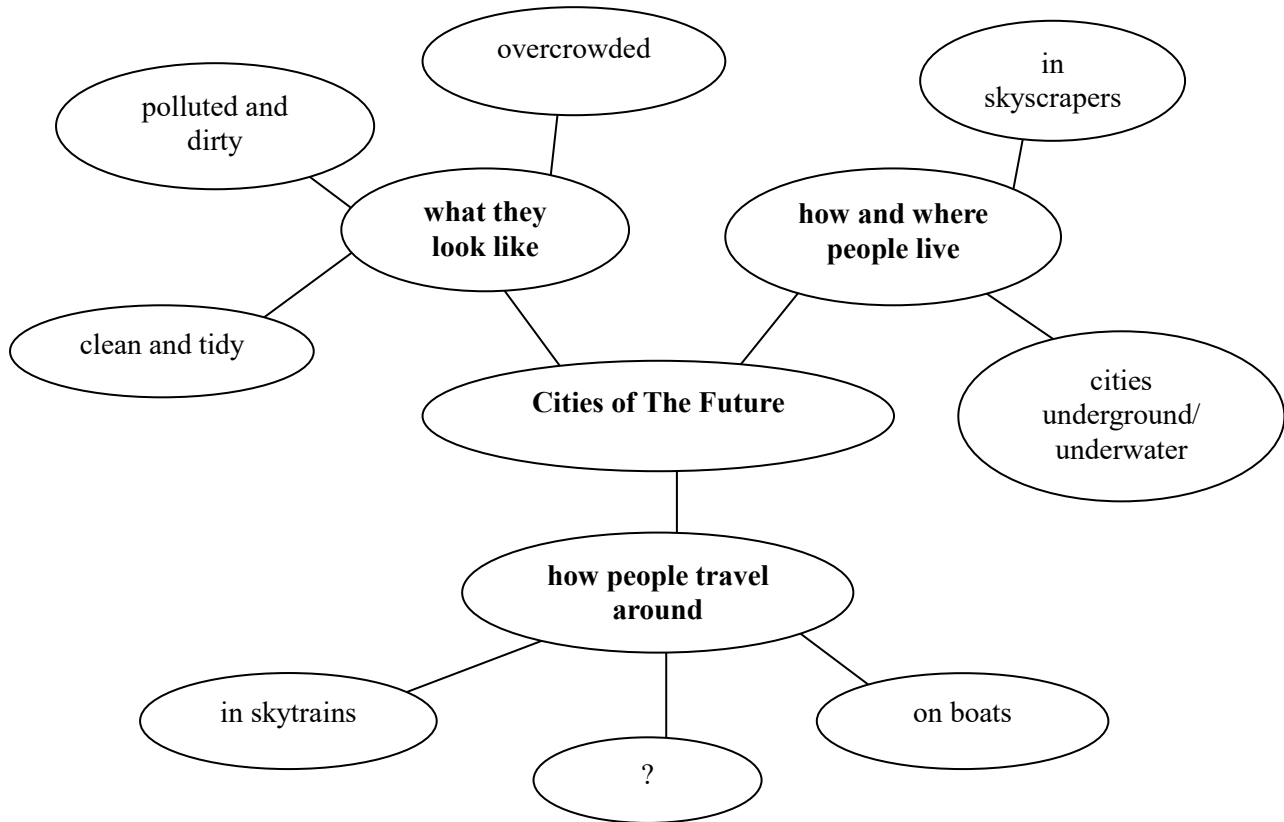 overcrowded
in
skyscrapers
polluted and
dirty
what they
look like
how and where
people live
clean and tidy
Cities of The Future
cities
underground/
underwater
how people travel
around
in skytrains
on boats
?